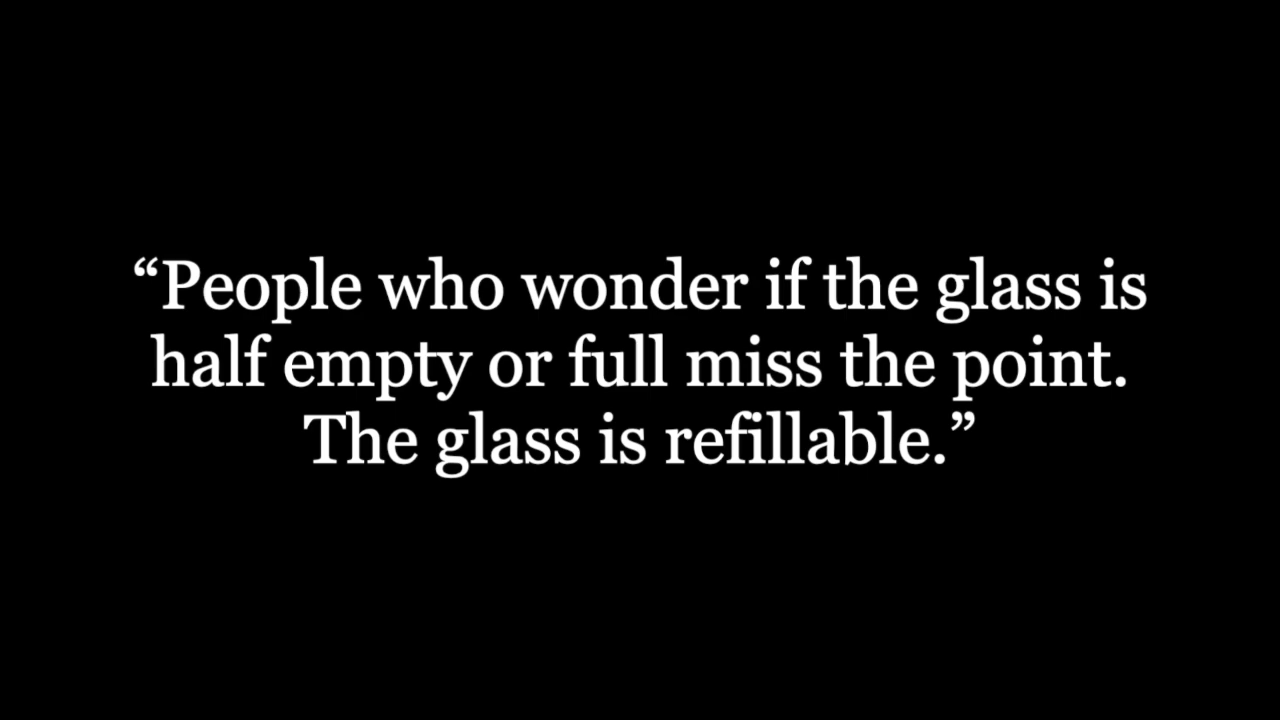 “People who wonder if the glass is
half empty or full miss the point.
The glass is refillable.”